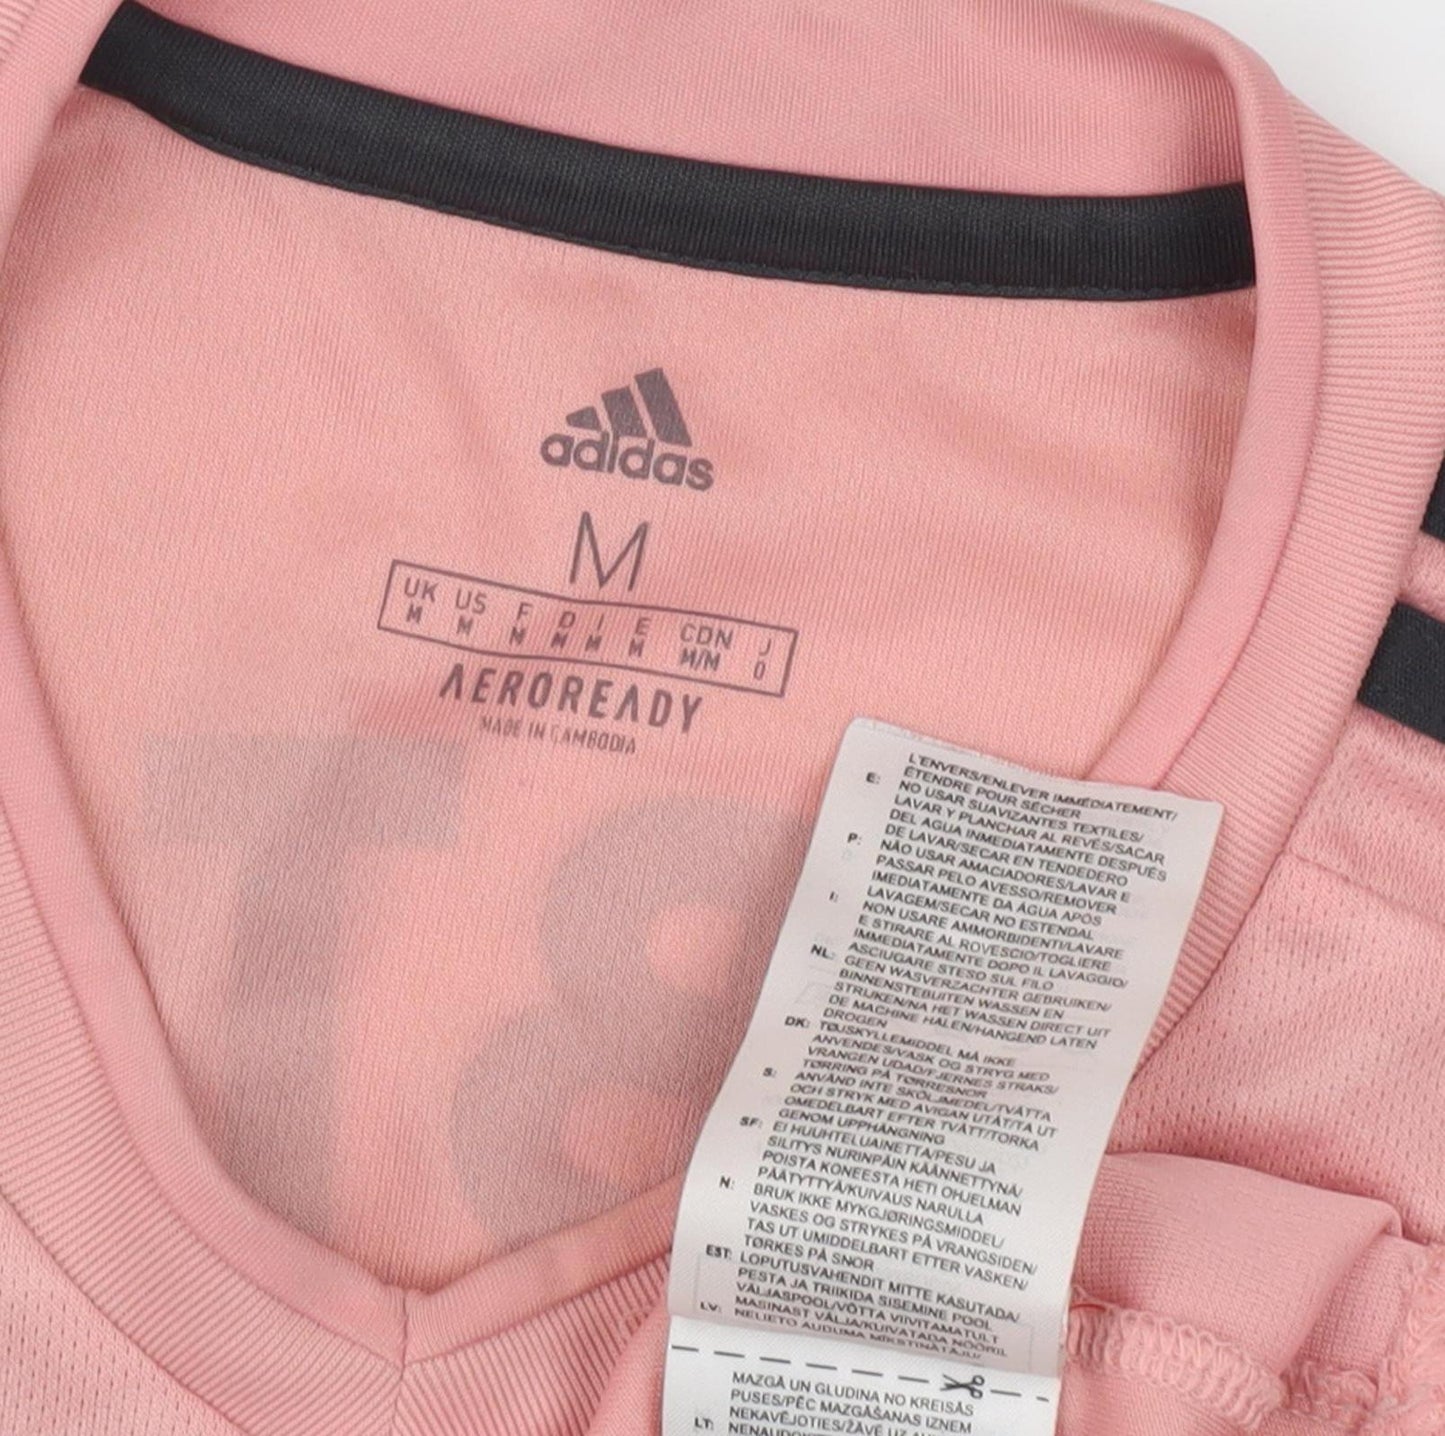 adidas
M
UK US F D I E CDN J
M M M M M M M/M O
AEROREADY
MADE IN CAMBODIA
L'ENVERS/ENLEVER IMMÉDIATEMENT/
ÉTENDRE POUR SÉCHER
E: NO USAR SUAVIZANTES TEXTILES/
LAVAR Y PLANCHAR AL REVÉS/SACAR
DEL AGUA INMEDIATAMENTE DESPUÉS
DE LAVAR/SECAR EN TENDEDERO
P: NÃO USAR AMACIADORES/LAVAR E
PASSAR PELO AVESSO/REMOVER
IMEDIATAMENTE DA ÁGUA APÓS
LAVAGEM/SECAR NO ESTENDAL
I: NON USARE AMMORBIDENTI/LAVARE
E STIRARE AL ROVESCIO/TOGLIERE
IMMEDIATAMENTE DOPO IL LAVAGGIO/
ASCIUGARE STESO SUL FILO
NL: GEEN WASVERZACHTER GEBRUIKEN/
BINNENSTEBUITEN WASSEN EN
STRIJKEN/NA HET WASSEN DIRECT UIT
DE MACHINE HALEN/HANGEND LATEN
DROGEN
DK: TØJSKYLLEMIDDEL MÅ IKKE
ANVENDES/VASK OG STRYG MED
VRANGEN UDAD/FJERNES STRAKS/
TØRRING PÅ TØRRESNOR
S: ANVÄND INTE SKÖLJMEDEL/TVÄTTA
OCH STRYK MED AVIGAN UTÅT/TA UT
OMEDELBART EFTER TVÄTT/TORKA
GENOM UPPHÄNGNING
SF: EI HUUHTELUAINETTA/PESU JA
SILITYS NURINPÄIN KÄÄNNETTYNÄ/
POISTA KONEESTA HETI OHJELMAN
PÄÄTYTTYÄ/KUIVAUS NARULLA
N: BRUK IKKE MYKGJØRINGSMIDDEL/
VASKES OG STRYKES PÅ VRANGSIDEN/
TAS UT UMIDDELBART ETTER VASKEN/
TØRKES PÅ SNOR
EST: LOPUTUSVAHENDIT MITTE KASUTADA/
PESTA JA TRIIKIDA SISEMINE POOL
VÄLJASPOOL/VÕTTA VIIVITAMATULT
MASINAST VÄLJA/KUIVATADA NÖÖRIL
LV: NELIETO AUDUMA MĪKSTINĀTĀJU/
MAZGĀ UN GLUDINA NO KREISĀS
PUSES/PĒC MAZGĀŠANAS IZŅEM
NEKAVĒJOTIES/ŽĀVĒ UZ
LT: